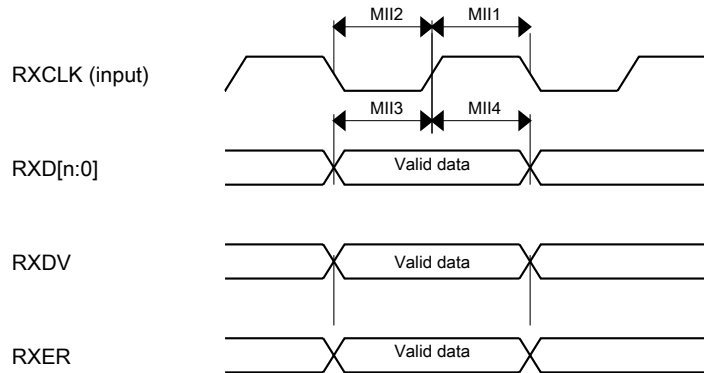 MII2 MII1
RXCLK (input)
MII3 MII4
RXD[n:0] Valid data
RXDV Valid data
RXER Valid data